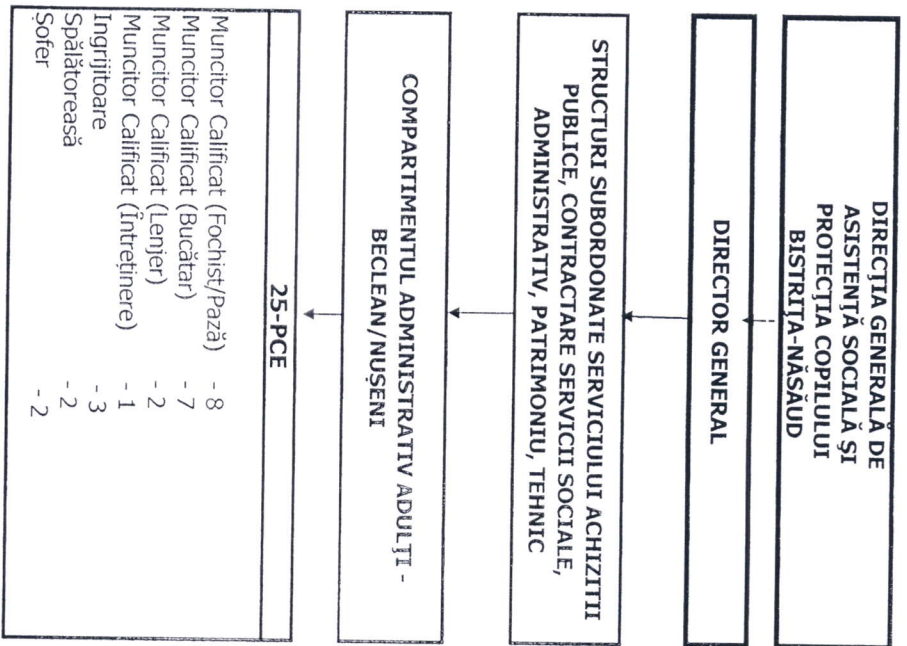 DIRECȚIA GENERALĂ DE
ASISTENȚĂ SOCIALĂ ȘI
PROTECȚIA COPILULUI
BISTRIȚA-NĂSĂUD
DIRECTOR GENERAL
STRUCTURI SUBORDONATE SERVICIULUI ACHIZITII
PUBLICE, CONTRACTARE SERVICII SOCIALE,
ADMINISTRATIV, PATRIMONIU, TEHNIC
COMPARTIMENTUL ADMINISTRATIV ADULȚI -
BECLEAN/NUȘENI
25-PCE
Muncitor Calificat (Fochist/Pază) - 8
Muncitor Calificat (Bucătar) - 7
Muncitor Calificat (Lenjer) - 2
Muncitor Calificat (Întreținere) - 1
Ingrijitoare - 3
Spălătoreasă - 2
Șofer - 2